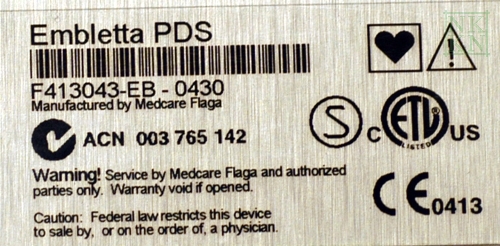 Embletta PDS
F413043-EB - 0430
Manufactured by Medcare Flaga
ACN 003 765 142
S
C ETL US
LISTED
Warning! Service by Medcare Flaga and authorized
parties only. Warranty void if opened.
CE 0413
Caution: Federal law restricts this device
to sale by, or on the order of, a physician.